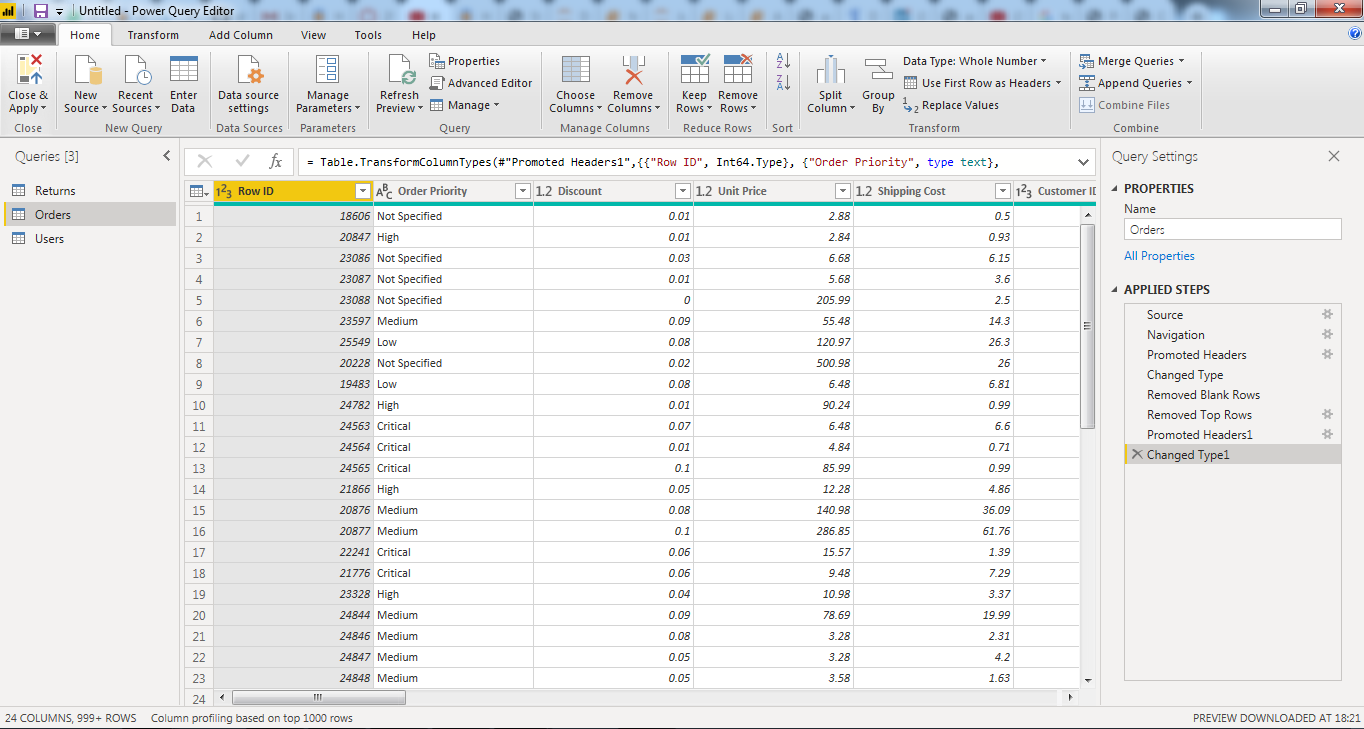 Untitled - Power Query Editor
Home Transform Add Column View Tools Help
Close & Apply
New Source
Recent Sources
Enter Data
Data source settings
Manage Parameters
Refresh Preview
Properties
Advanced Editor
Manage
Choose Columns
Remove Columns
Keep Rows
Remove Rows
Split Column
Group By
Data Type: Whole Number
Use First Row as Headers
Replace Values
Merge Queries
Append Queries
Combine Files
Close New Query Data Sources Parameters Query Manage Columns Reduce Rows Sort Transform Combine
Queries [3]
Returns
Orders
Users
fx = Table.TransformColumnTypes(#"Promoted Headers1",{{"Row ID", Int64.Type}, {"Order Priority", type text},
123 Row ID ABC Order Priority 1.2 Discount 1.2 Unit Price 1.2 Shipping Cost 123 Customer ID
1 18606 Not Specified 0.01 2.88 0.5
2 20847 High 0.01 2.84 0.93
3 23086 Not Specified 0.03 6.68 6.15
4 23087 Not Specified 0.01 5.68 3.6
5 23088 Not Specified 0 205.99 2.5
6 23597 Medium 0.09 55.48 14.3
7 25549 Low 0.08 120.97 26.3
8 20228 Not Specified 0.02 500.98 26
9 19483 Low 0.08 6.48 6.81
10 24782 High 0.01 90.24 0.99
11 24563 Critical 0.07 6.48 6.6
12 24564 Critical 0.01 4.84 0.71
13 24565 Critical 0.1 85.99 0.99
14 21866 High 0.05 12.28 4.86
15 20876 Medium 0.08 140.98 36.09
16 20877 Medium 0.1 286.85 61.76
17 22241 Critical 0.06 15.57 1.39
18 21776 Critical 0.06 9.48 7.29
19 23328 High 0.04 10.98 3.37
20 24844 Medium 0.09 78.69 19.99
21 24846 Medium 0.08 3.28 2.31
22 24847 Medium 0.05 3.28 4.2
23 24848 Medium 0.05 3.58 1.63
24
Query Settings
PROPERTIES
Name
Orders
All Properties
APPLIED STEPS
Source
Navigation
Promoted Headers
Changed Type
Removed Blank Rows
Removed Top Rows
Promoted Headers1
Changed Type1
24 COLUMNS, 999+ ROWS Column profiling based on top 1000 rows PREVIEW DOWNLOADED AT 18:21